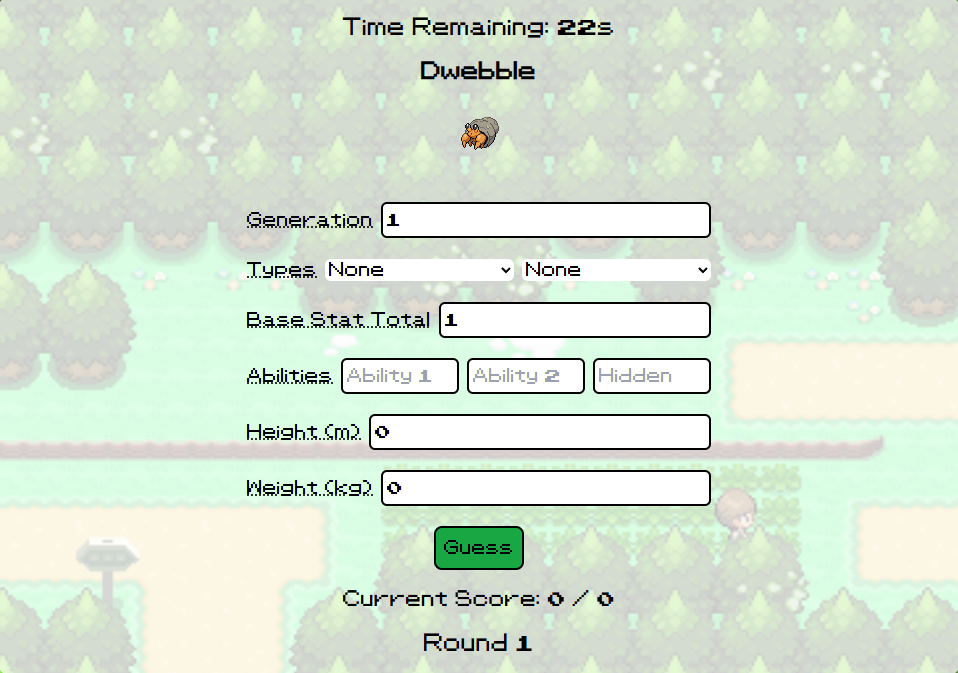 Time Remaining: 22s
Dwebble
Generation 1
Types None None
Base Stat Total 1
Abilities Ability 1 Ability 2 Hidden
Height (m) 0
Weight (kg) 0
Guess
Current Score: 0 / 0
Round 1